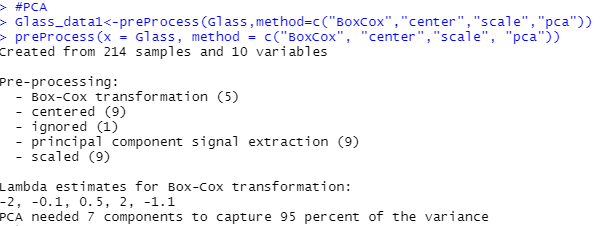 > #PCA
> Glass_data1<-preProcess(Glass,method=c("BoxCox","center","scale","pca"))
> preProcess(x = Glass, method = c("BoxCox", "center","scale", "pca"))
Created from 214 samples and 10 variables

Pre-processing:
  - Box-Cox transformation (5)
  - centered (9)
  - ignored (1)
  - principal component signal extraction (9)
  - scaled (9)

Lambda estimates for Box-Cox transformation:
-2, -0.1, 0.5, 2, -1.1
PCA needed 7 components to capture 95 percent of the variance